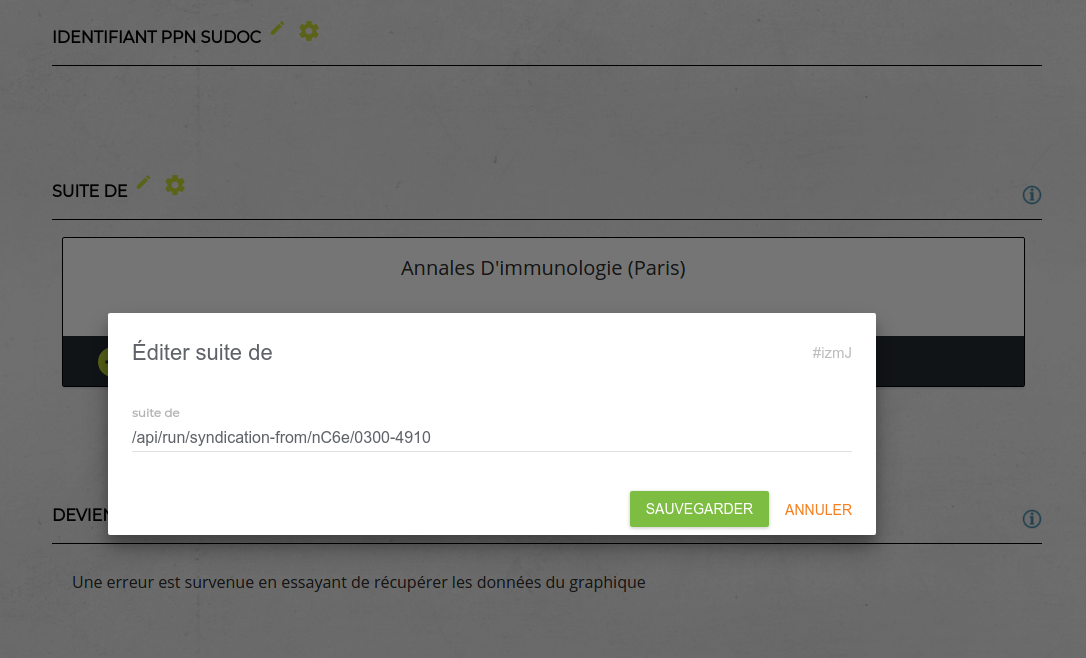 IDENTIFIANT PPN SUDOC
SUITE DE
Annales D'immunologie (Paris)
Éditer suite de
#izmJ
suite de
/api/run/syndication-from/nC6e/0300-4910
SAUVEGARDER
ANNULER
DEVIEN
Une erreur est survenue en essayant de récupérer les données du graphique